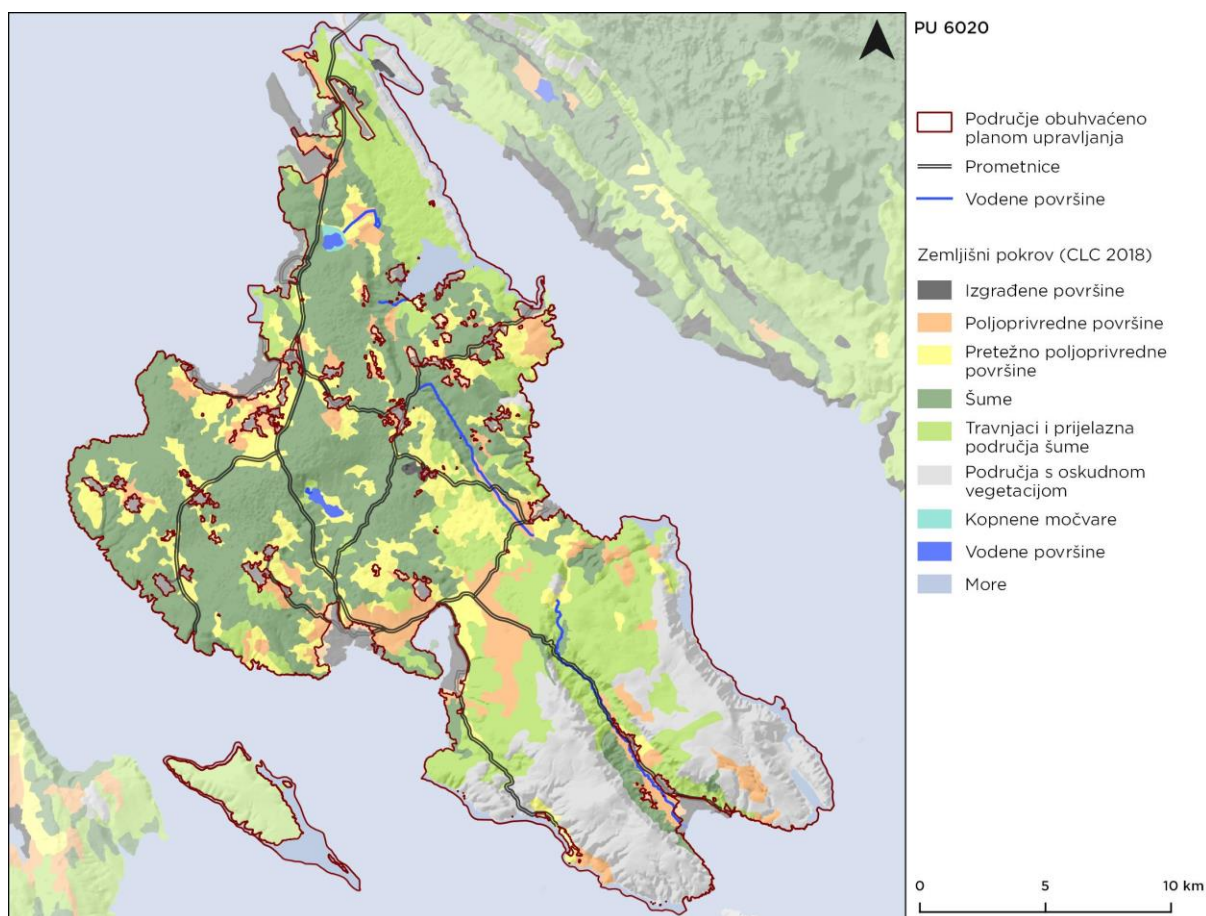 PU 6020
Područje obuhvaćeno
planom upravljanja
Prometnice
Vodene površine
Zemljišni pokrov (CLC 2018)
Izgrađene površine
Poljoprivredne površine
Pretežno poljoprivredne
površine
Šume
Travnjaci i prijelazna
područja šume
Područja s oskudnom
vegetacijom
Kopnene močvare
Vodene površine
More
0 5 10 km